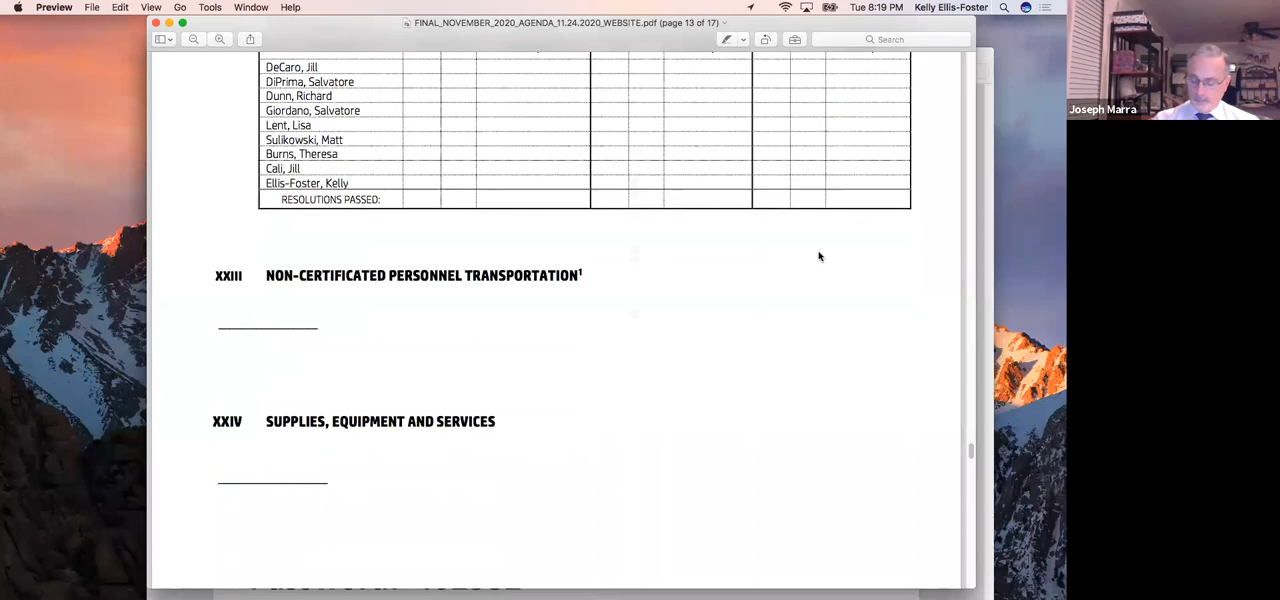 Preview File Edit View Go Tools Window Help Tue 8:19 PM Kelly Ellis-Foster
FINAL_NOVEMBER_2020_AGENDA_11.24.2020_WEBSITE.pdf (page 13 of 17)
Search
Joseph Marra
DeCaro, Jill
DiPrima, Salvatore
Dunn, Richard
Giordano, Salvatore
Lent, Lisa
Sulikowski, Matt
Burns, Theresa
Cali, Jill
Ellis-Foster, Kelly
RESOLUTIONS PASSED:
XXIII NON-CERTIFICATED PERSONNEL TRANSPORTATION¹
XXIV SUPPLIES, EQUIPMENT AND SERVICES